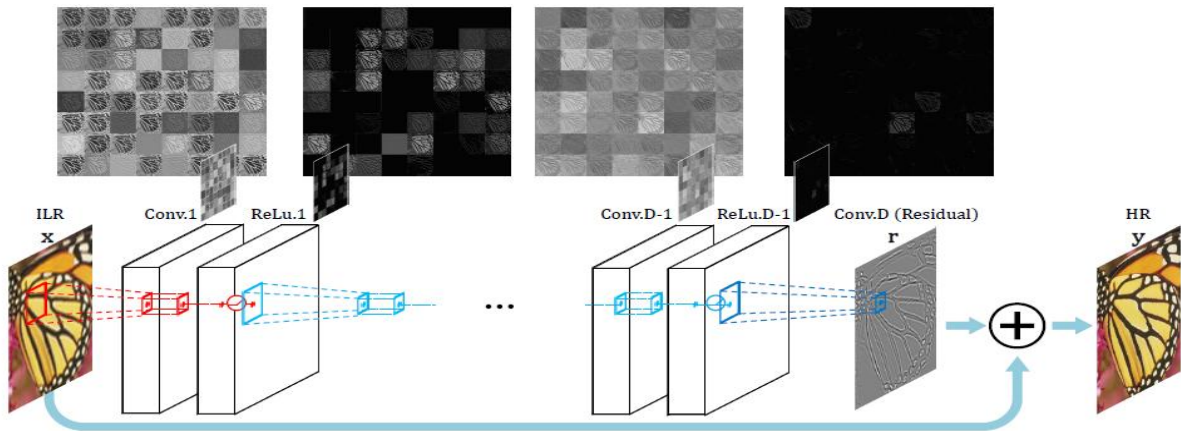 ILR
x
Conv.1
ReLu.1
...
Conv.D-1
ReLu.D-1
Conv.D (Residual)
r
+
HR
y